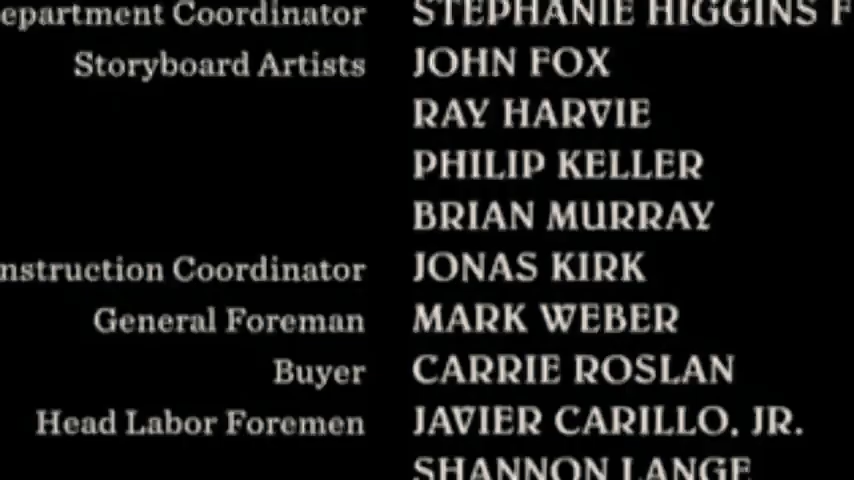 epartment Coordinator STEPHANIE HIGGINS F
Storyboard Artists JOHN FOX
RAY HARVIE
PHILIP KELLER
BRIAN MURRAY
nstruction Coordinator JONAS KIRK
General Foreman MARK WEBER
Buyer CARRIE ROSLAN
Head Labor Foremen JAVIER CARILLO, JR.
SHANNON LANGE